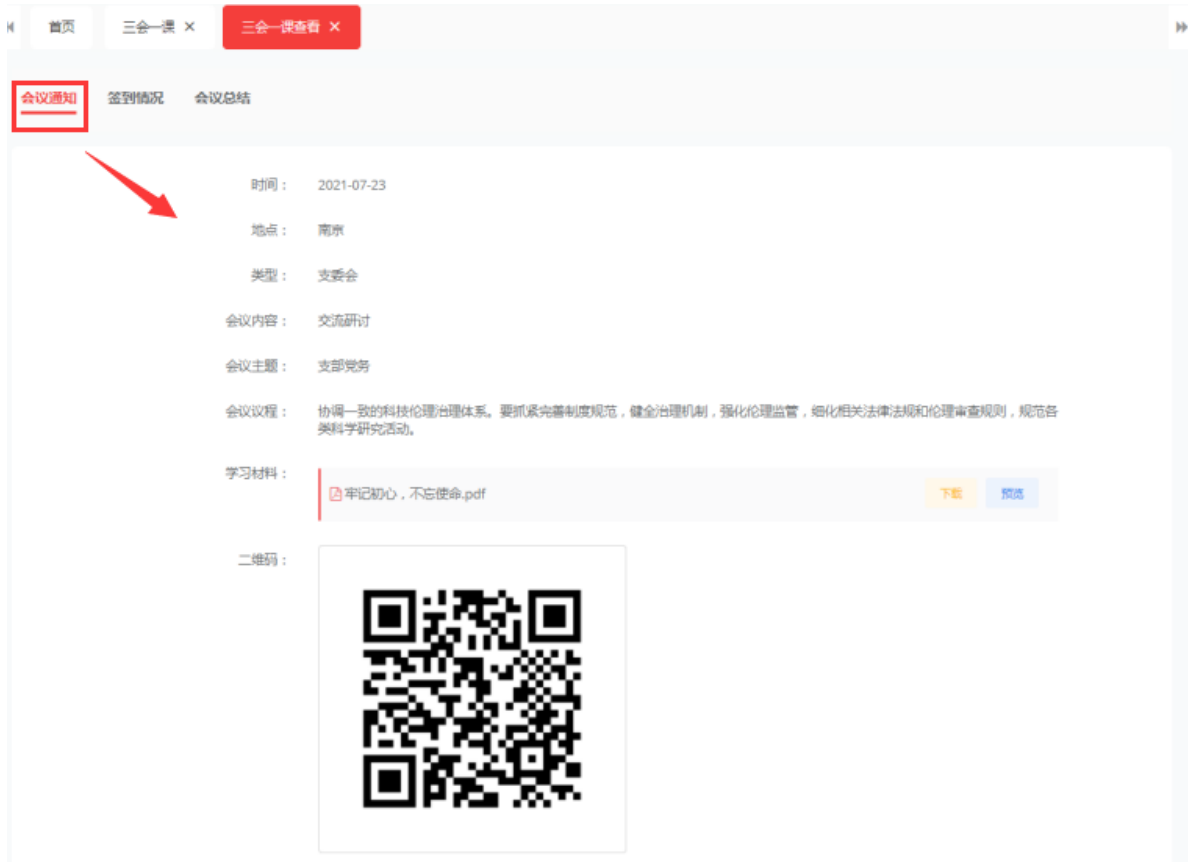 首页 三会一课 × 三会一课查看 ×
会议通知 签到情况 会议总结
时间： 2021-07-23
地点： 南京
类型： 支委会
会议内容： 交流研讨
会议主题： 支部党务
会议议程： 协调一致的科技伦理治理体系。要抓紧完善制度规范，健全治理机制，强化伦理监管，细化相关法律法规和伦理审查规则，规范各
类科学研究活动。
学习材料：
牢记初心，不忘使命.pdf 下载 预览
二维码：